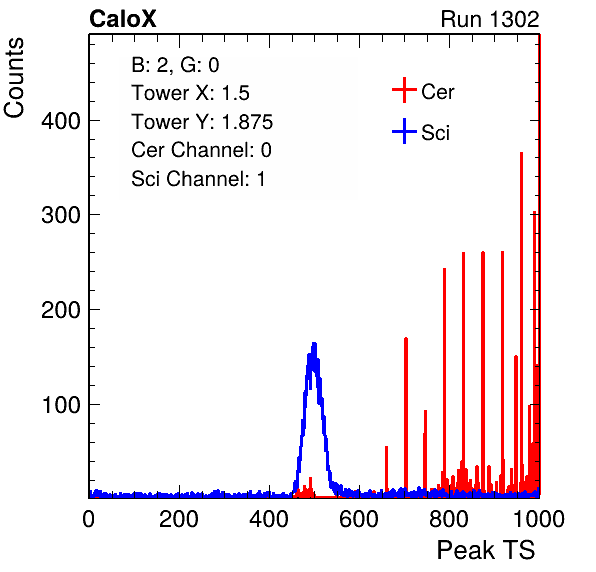 CaloX Run 1302
Counts
B: 2, G: 0
Tower X: 1.5
Tower Y: 1.875
Cer Channel: 0
Sci Channel: 1
Cer
Sci
400
300
200
100
0 200 400 600 800 1000
Peak TS